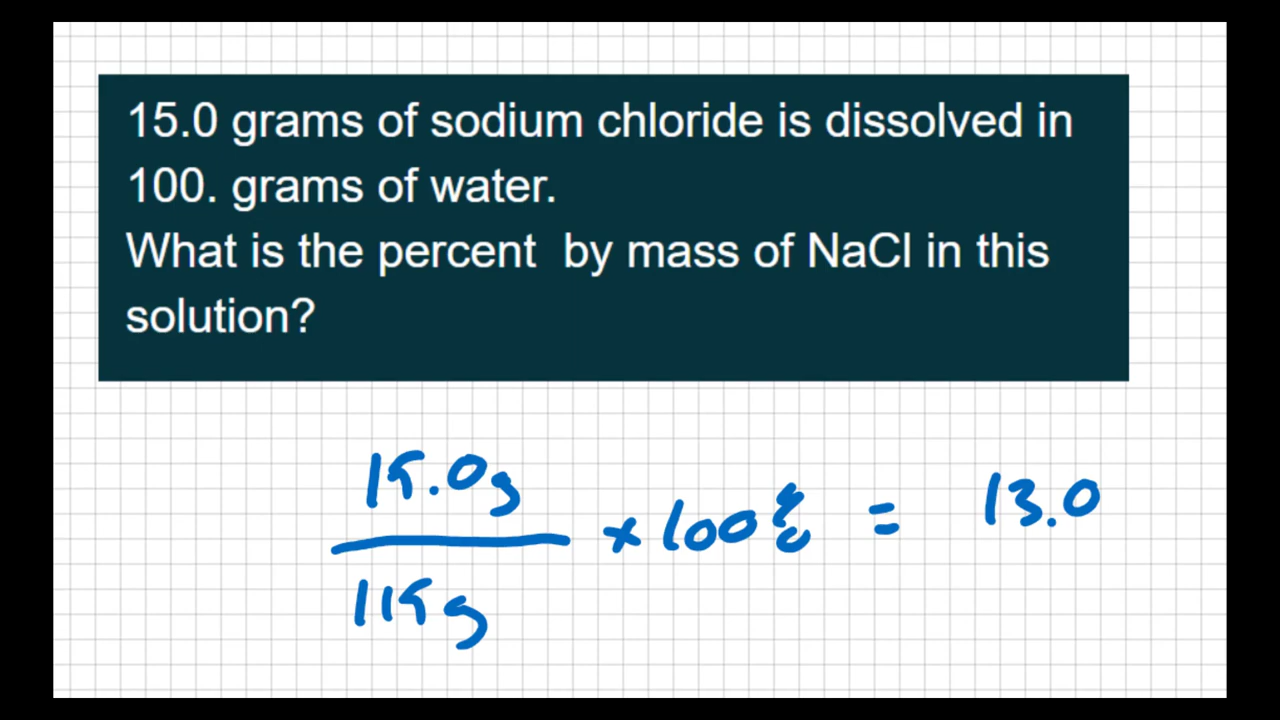 15.0 grams of sodium chloride is dissolved in
100. grams of water.
What is the percent by mass of NaCl in this
solution?
15.0g
× 100% = 13.0
115g